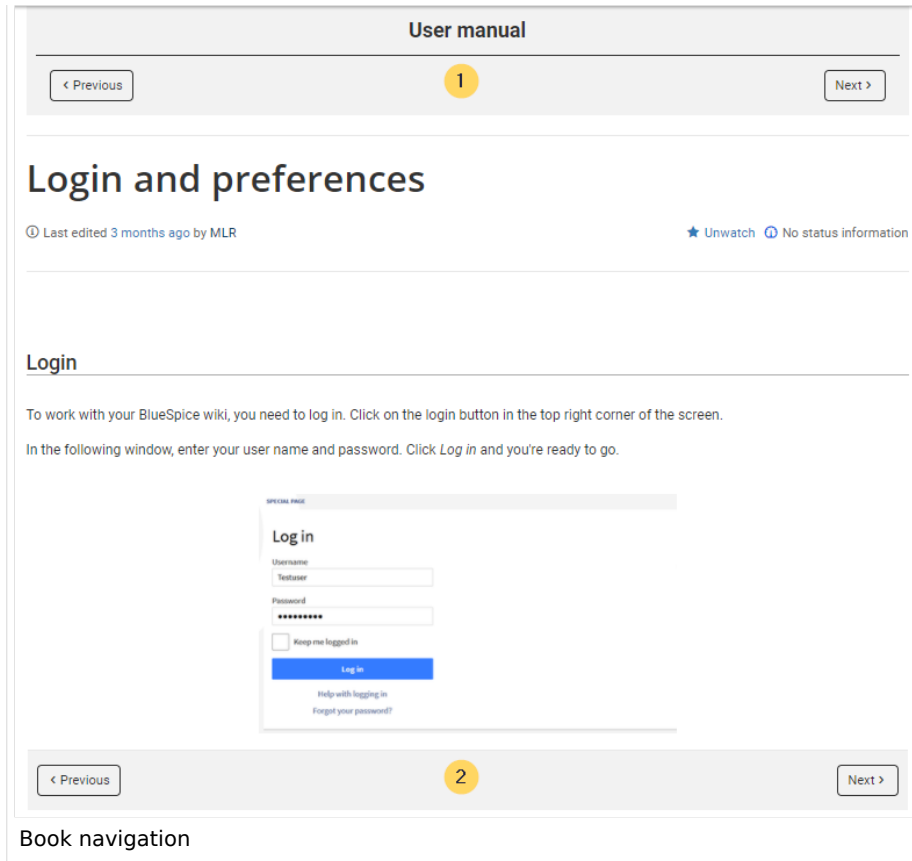 User manual
< Previous 1 Next >
Login and preferences
Last edited 3 months ago by MLR ★ Unwatch No status information
Login
To work with your BlueSpice wiki, you need to log in. Click on the login button in the top right corner of the screen.
In the following window, enter your user name and password. Click Log in and you're ready to go.
SPECIAL PAGE
Log in
Username
Testuser
Password
•••••••••
Keep me logged in
Log in
Help with logging in
Forgot your password?
< Previous 2 Next >
Book navigation